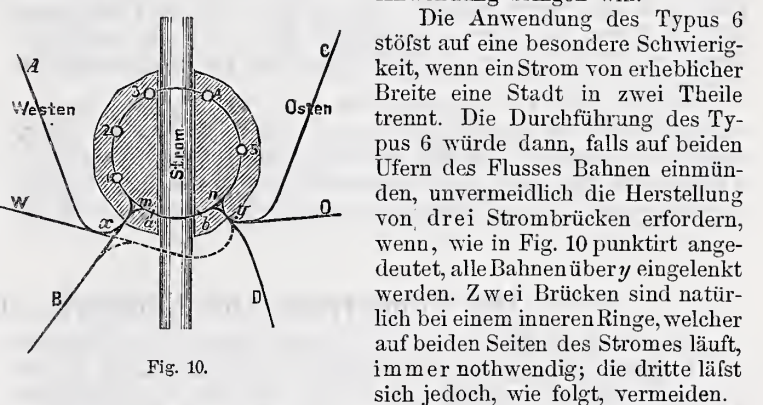 Die Anwendung des Typus 6
stöſst auf eine besondere Schwierig-
keit, wenn ein Strom von erheblicher
Breite eine Stadt in zwei Theile
trennt. Die Durchführung des Ty-
pus 6 würde dann, falls auf beiden
Ufern des Flusses Bahnen einmün-
den, unvermeidlich die Herstellung
von drei Strombrücken erfordern,
wenn, wie in Fig. 10 punktirt ange-
deutet, alle Bahnen über y eingelenkt
werden. Zwei Brücken sind natür-
lich bei einem inneren Ringe, welcher
auf beiden Seiten des Stromes läuft,
immer nothwendig; die dritte läſst
sich jedoch, wie folgt, vermeiden.
A
C
Westen
Osten
Strom
3
4
2
5
1
m
n
W
O
x
a
b
y
B
D
Fig. 10.